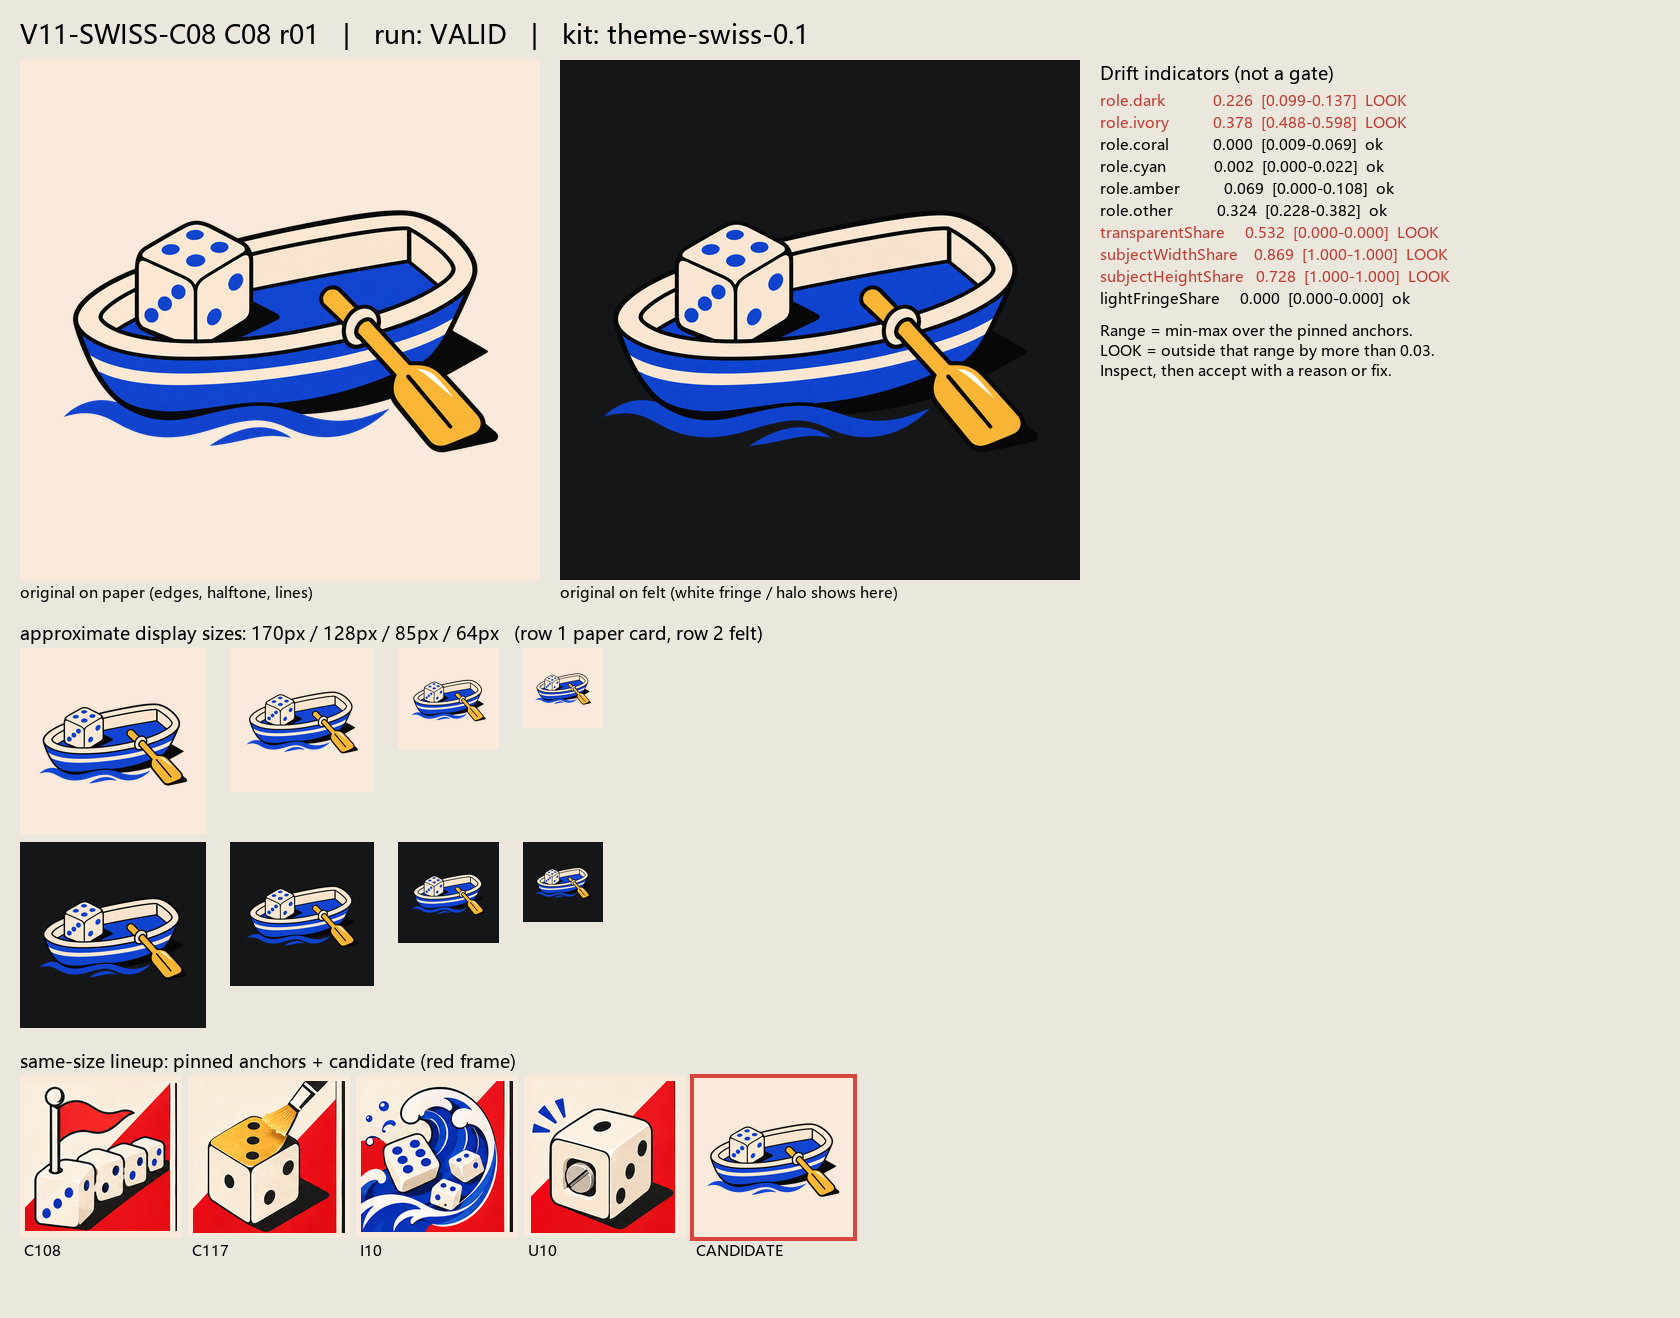 V11-SWISS-C08 C08 r01 | run: VALID | kit: theme-swiss-0.1
Drift indicators (not a gate)
role.dark 0.226 [0.099-0.137] LOOK
role.ivory 0.378 [0.488-0.598] LOOK
role.coral 0.000 [0.009-0.069] ok
role.cyan 0.002 [0.000-0.022] ok
role.amber 0.069 [0.000-0.108] ok
role.other 0.324 [0.228-0.382] ok
transparentShare 0.532 [0.000-0.000] LOOK
subjectWidthShare 0.869 [1.000-1.000] LOOK
subjectHeightShare 0.728 [1.000-1.000] LOOK
lightFringeShare 0.000 [0.000-0.000] ok
Range = min-max over the pinned anchors.
LOOK = outside that range by more than 0.03.
Inspect, then accept with a reason or fix.
original on paper (edges, halftone, lines)
original on felt (white fringe / halo shows here)
approximate display sizes: 170px / 128px / 85px / 64px (row 1 paper card, row 2 felt)
same-size lineup: pinned anchors + candidate (red frame)
C108
C117
I10
U10
CANDIDATE